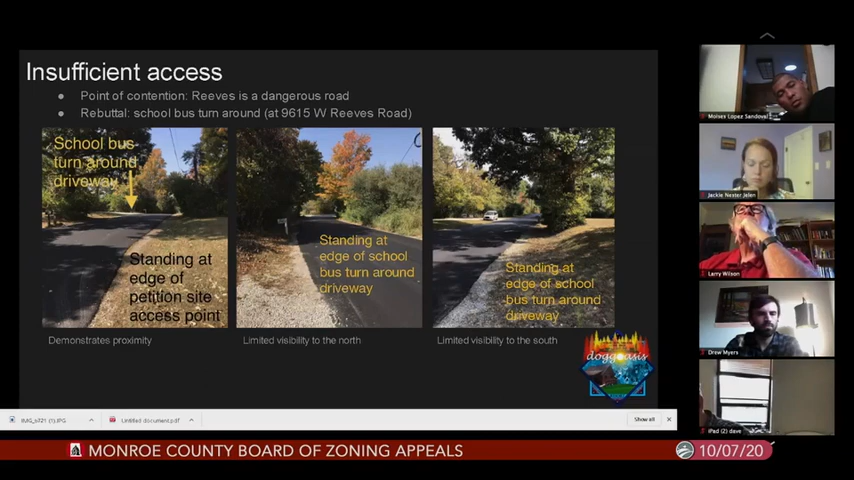 Insufficient access
Point of contention: Reeves is a dangerous road
Rebuttal: school bus turn around (at 9615 W Reeves Road)
School bus
turn around
driveway
Standing at
edge of
petition site
access point
Standing at
edge of school
bus turn around
driveway
Standing at
edge of school
bus turn around
driveway
Demonstrates proximity
Limited visibility to the north
Limited visibility to the south
doggoasis
Untitled document.pdf
Show all
Moises Lopez Sandoval
Jackie Nester Jelen
Larry Wilson
Drew Myers
iPad (2) dave
MONROE COUNTY BOARD OF ZONING APPEALS
10/07/20